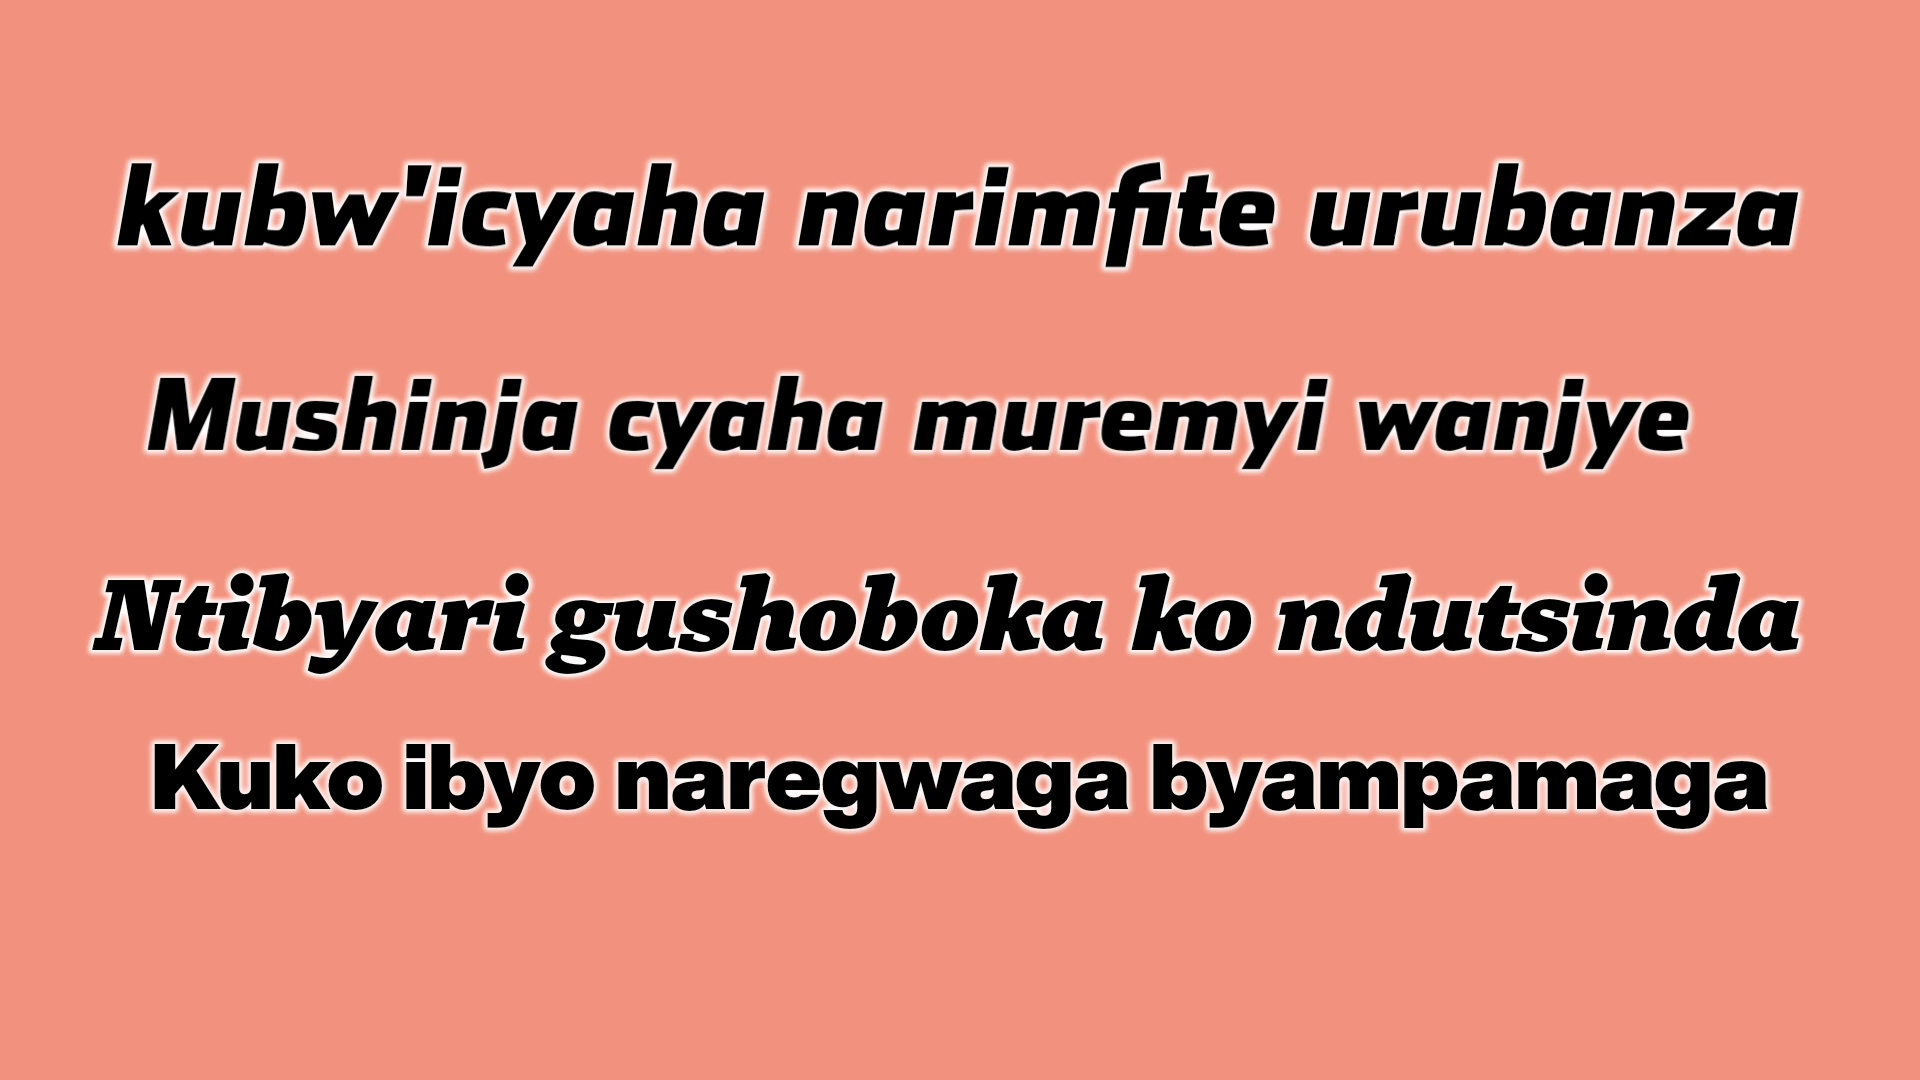 kubw'icyaha narimfite urubanza
Mushinja cyaha muremyi wanjye
Ntibyari gushoboka ko ndutsinda
Kuko ibyo naregwaga byampamaga